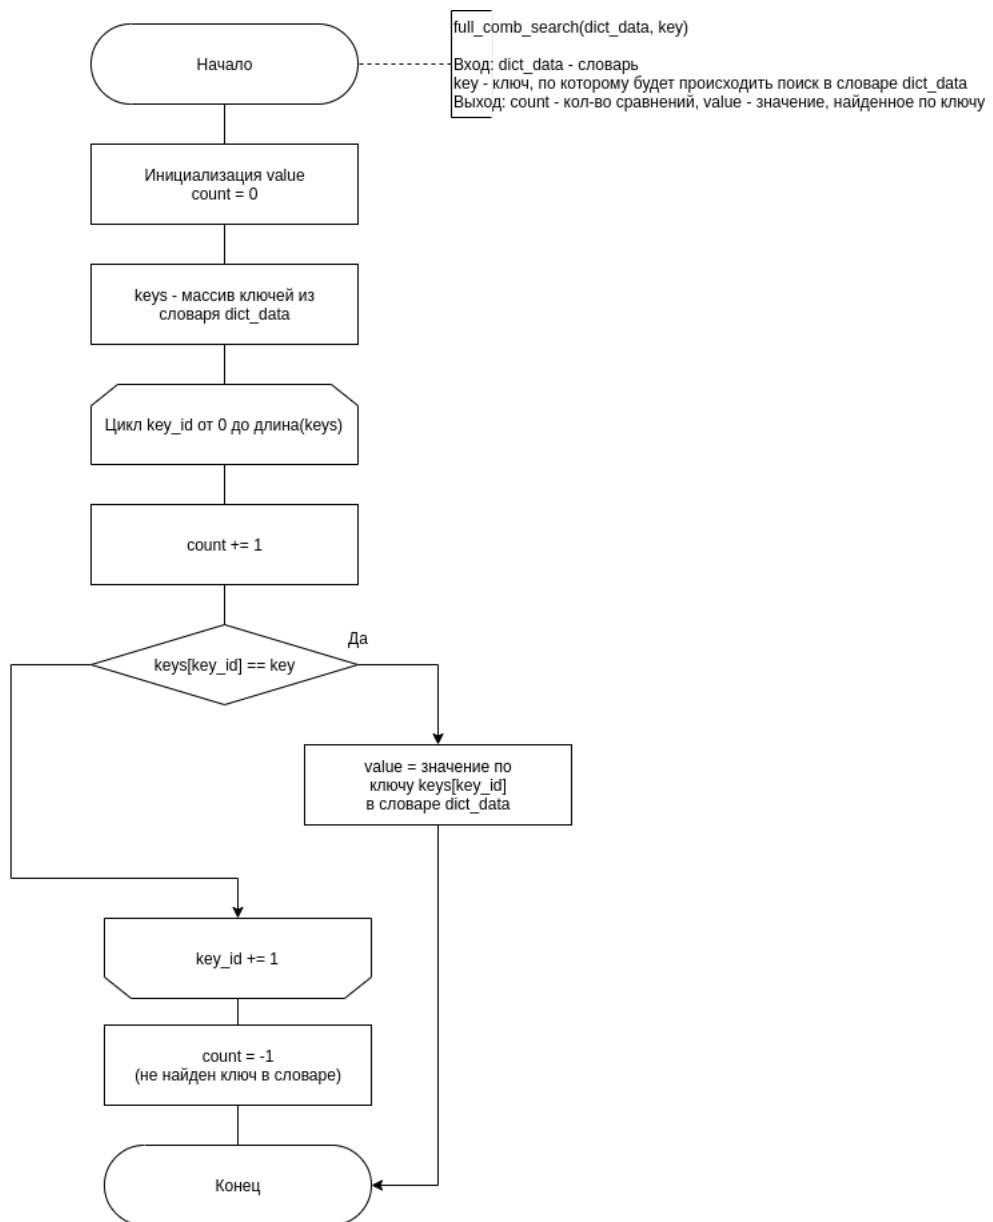 Начало
full_comb_search(dict_data, key)
Вход: dict_data - словарь
key - ключ, по которому будет происходить поиск в словаре dict_data
Выход: count - кол-во сравнений, value - значение, найденное по ключу
Инициализация value
count = 0
keys - массив ключей из
словаря dict_data
Цикл key_id от 0 до длина(keys)
count += 1
keys[key_id] == key
Да
value = значение по
ключу keys[key_id]
в словаре dict_data
key_id += 1
count = -1
(не найден ключ в словаре)
Конец